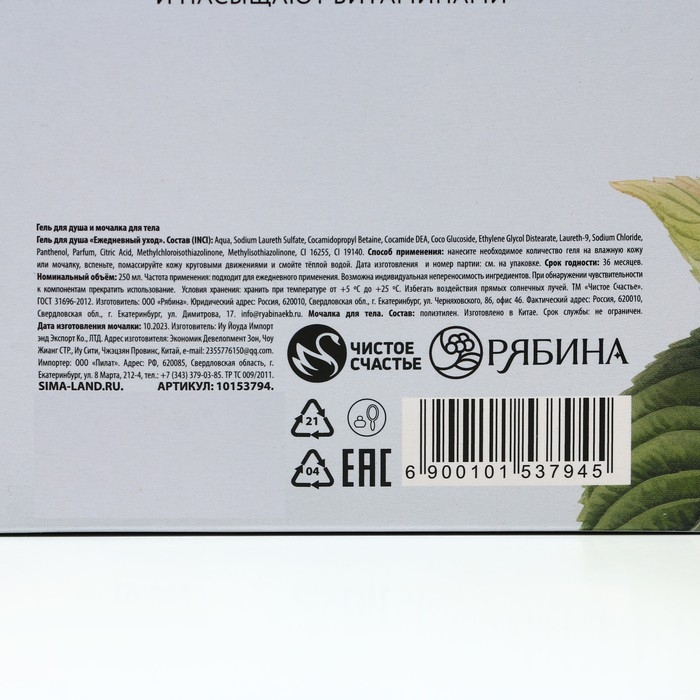 И НАСЫЩАЮТ ВИТАМИНАМИ
Гель для душа и мочалка для тела
Гель для душа «Ежедневный уход». Состав (INCI): Aqua, Sodium Laureth Sulfate, Cocamidopropyl Betaine, Cocamide DEA, Coco Glucoside, Ethylene Glycol Distearate, Laureth-9, Sodium Chloride,
Panthenol, Parfum, Citric Acid, Methylchloroisothiazolinone, Methylisothiazolinone, CI 16255, CI 19140. Способ применения: нанесите необходимое количество геля на влажную кожу
или мочалку, вспеньте, помассируйте кожу круговыми движениями и смойте тёплой водой. Дата изготовления и номер партии: см. на упаковке. Срок годности: 36 месяцев.
Номинальный объём: 250 мл. Частота применения: подходит для ежедневного применения. Возможна индивидуальная непереносимость ингредиентов. При обнаружении чувствительности
к компонентам прекратить использование. Условия хранения: хранить при температуре от +5 °C до +25 °C. Избегать воздействия прямых солнечных лучей. ТМ «Чистое Счастье».
ГОСТ 31696-2012. Изготовитель: ООО «Рябина». Юридический адрес: Россия, 620010, Свердловская обл., г. Екатеринбург, ул. Черняховского, 86, офис 46. Фактический адрес: Россия, 620010,
Свердловская обл., г. Екатеринбург, ул. Димитрова, 17. info@ryabinaekb.ru. Мочалка для тела. Состав: полиэтилен. Изготовлено в Китае. Срок службы: не ограничен.
Дата изготовления мочалки: 10.2023. Изготовитель: Иу Йоуда Импорт
энд Экспорт Ко., ЛТД. Адрес изготовителя: Экономик Девелопмент Зон, Чоу
Жианг СТР., Иу Сити, Чжэцзян Провинс, Китай, e-mail: 2355776150@qq.com.
Импортер: ООО «Пилат». Адрес: РФ, 620085, Свердловская область, г.
Екатеринбург, ул. 8 Марта, 212-4, тел.: +7 (343) 379-03-85. ТР ТС 009/2011.
SIMA-LAND.RU. АРТИКУЛ: 10153794.
ЧИСТОЕ
СЧАСТЬЕ
РЯБИНА
21
04
EAC
6 900101 537945